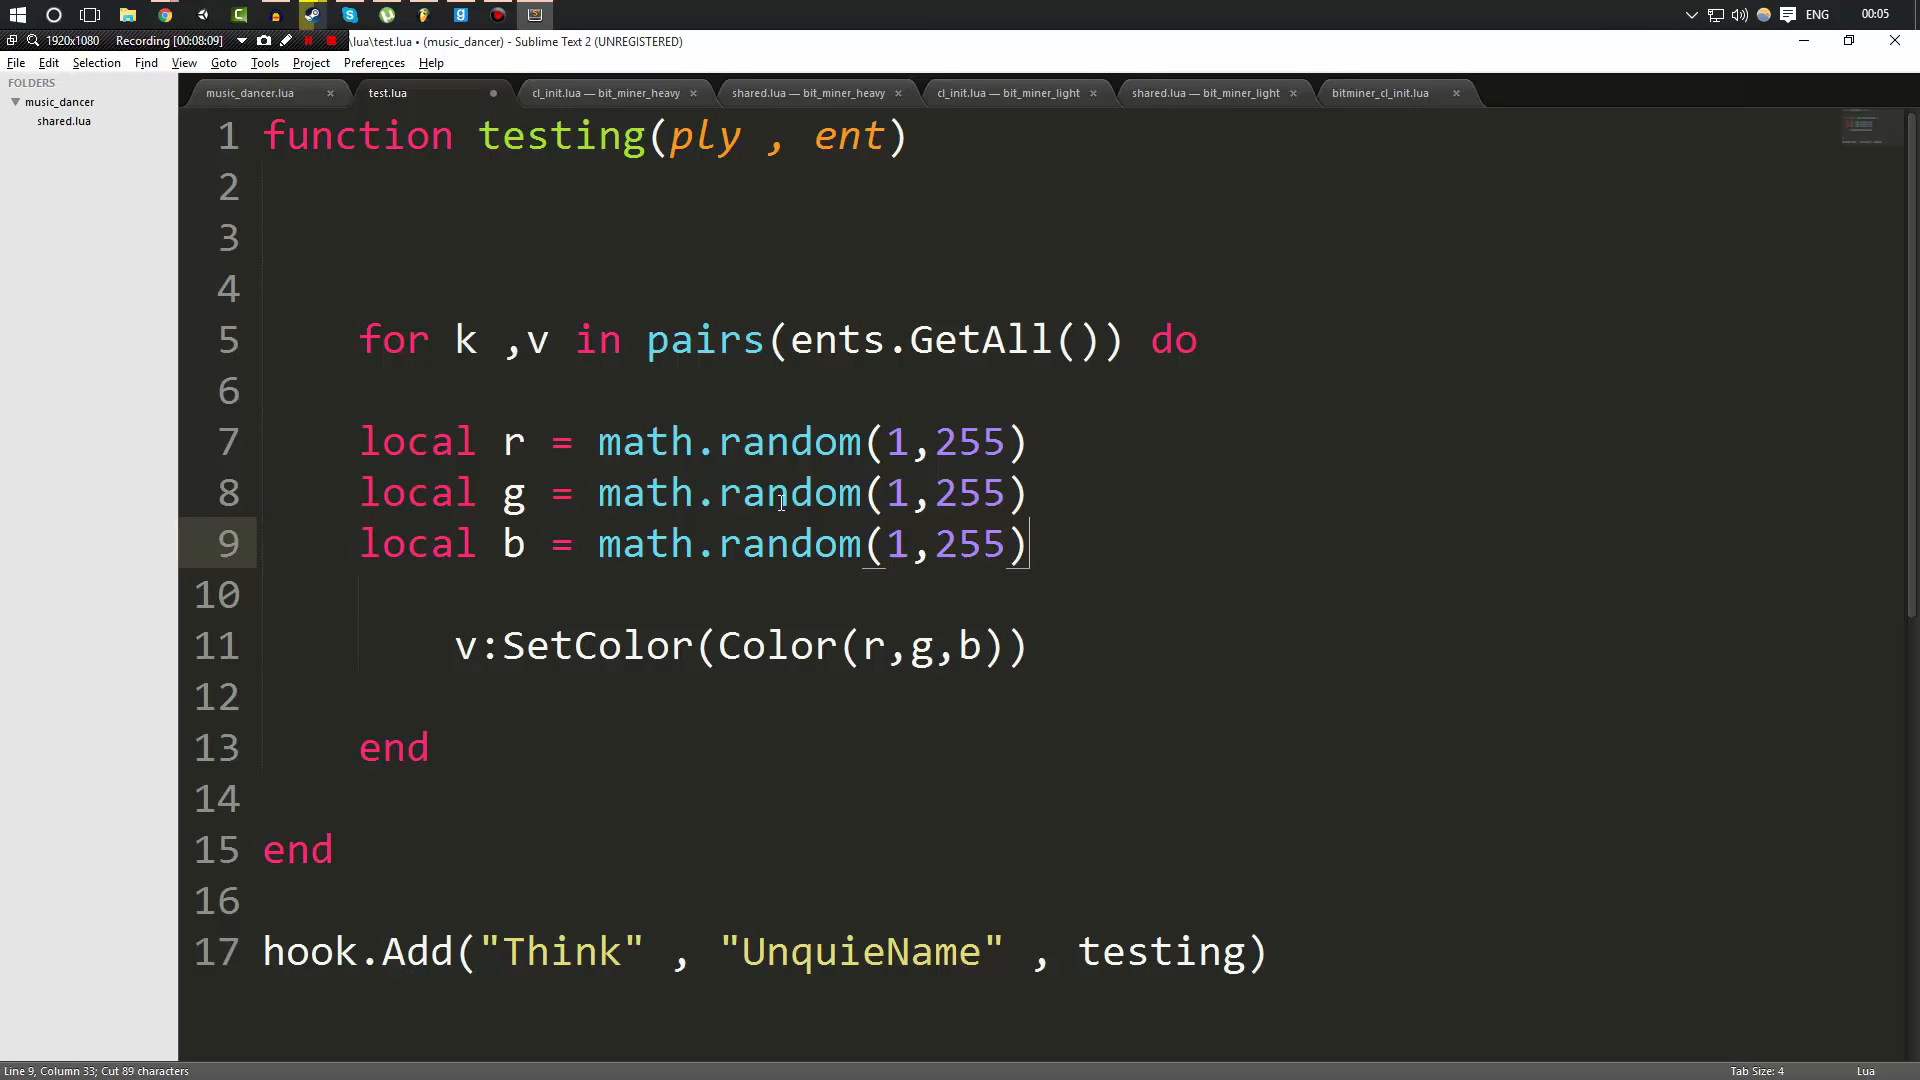 ENG 00:05
1920x1080 Recording [00:08:09] \lua\test.lua • (music_dancer) - Sublime Text 2 (UNREGISTERED)
File Edit Selection Find View Goto Tools Project Preferences Help
FOLDERS
music_dancer
shared.lua
music_dancer.lua test.lua cl_init.lua — bit_miner_heavy shared.lua — bit_miner_heavy cl_init.lua — bit_miner_light shared.lua — bit_miner_light bitminer_cl_init.lua
1 function testing(ply , ent)
2
3
4
5 for k ,v in pairs(ents.GetAll()) do
6
7 local r = math.random(1,255)
8 local g = math.random(1,255)
9 local b = math.random(1,255)
10
11 v:SetColor(Color(r,g,b))
12
13 end
14
15 end
16
17 hook.Add("Think" , "UnquieName" , testing)
Line 9, Column 33; Cut 89 characters Tab Size: 4 Lua